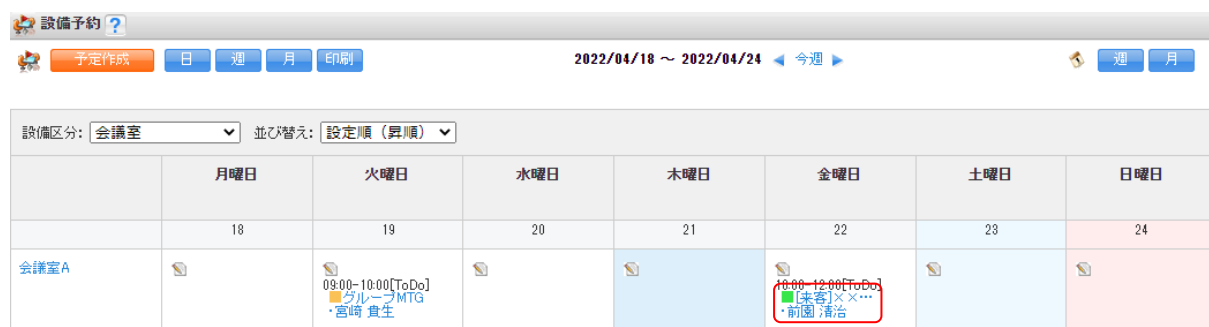 設備予約 ?
予定作成 日 週 月 印刷 2022/04/18 ～ 2022/04/24 今週 週 月
設備区分: 会議室 並び替え: 設定順（昇順）
月曜日 火曜日 水曜日 木曜日 金曜日 土曜日 日曜日
18 19 20 21 22 23 24
会議室A
09:00-10:00[ToDo]
グループMTG
・宮崎 貴生
10:00-12:00[ToDo]
[来客]××…
・前園 清治